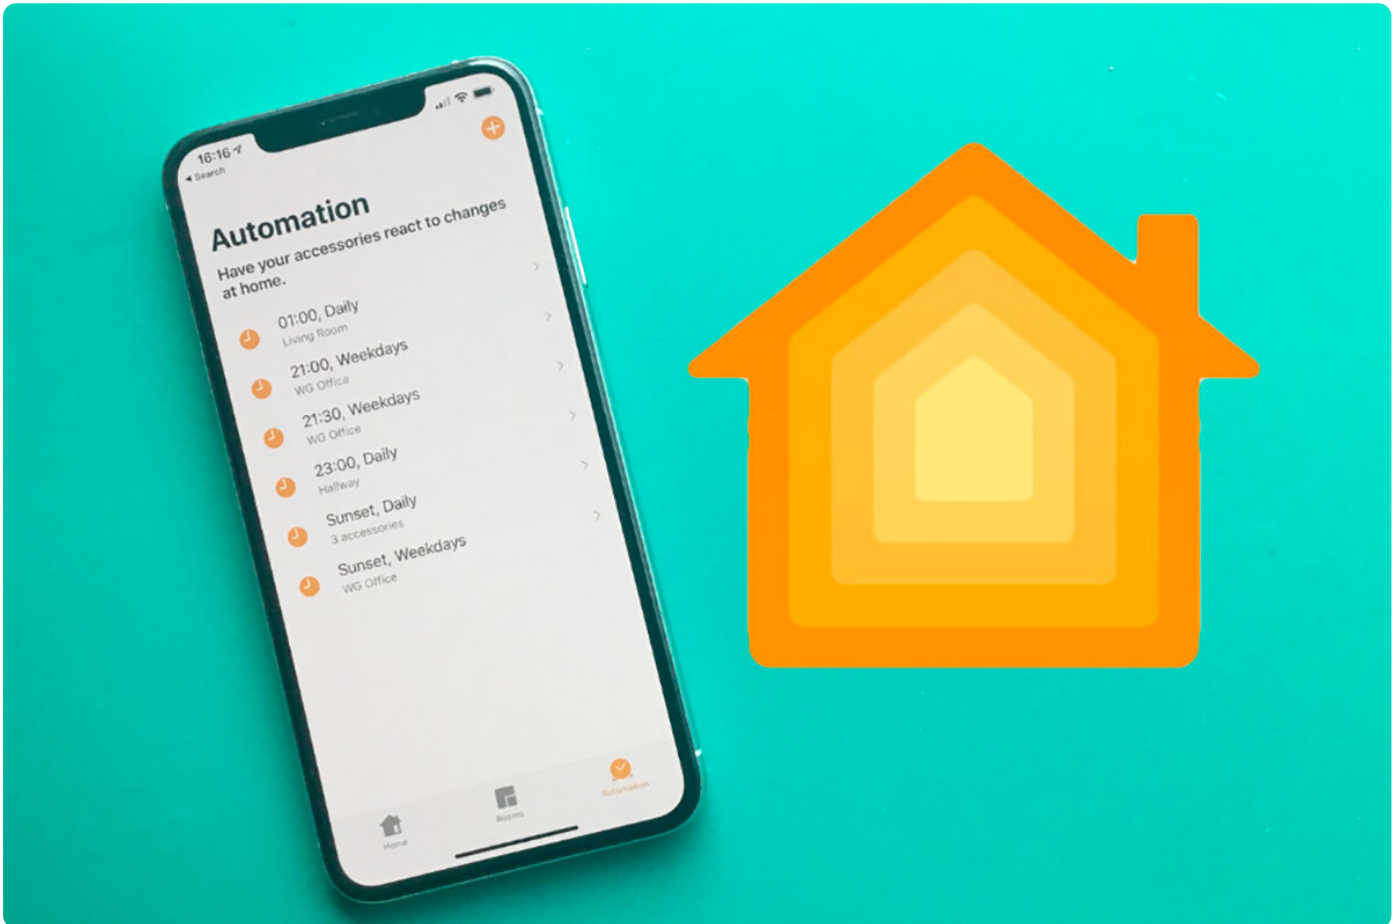 16:16
Search
Automation
Have your accessories react to changes
at home.
01:00, Daily
Living Room
21:00, Weekdays
WG Office
21:30, Weekdays
WG Office
23:00, Daily
Hallway
Sunset, Daily
3 accessories
Sunset, Weekdays
WG Office
Home
Rooms
Automation